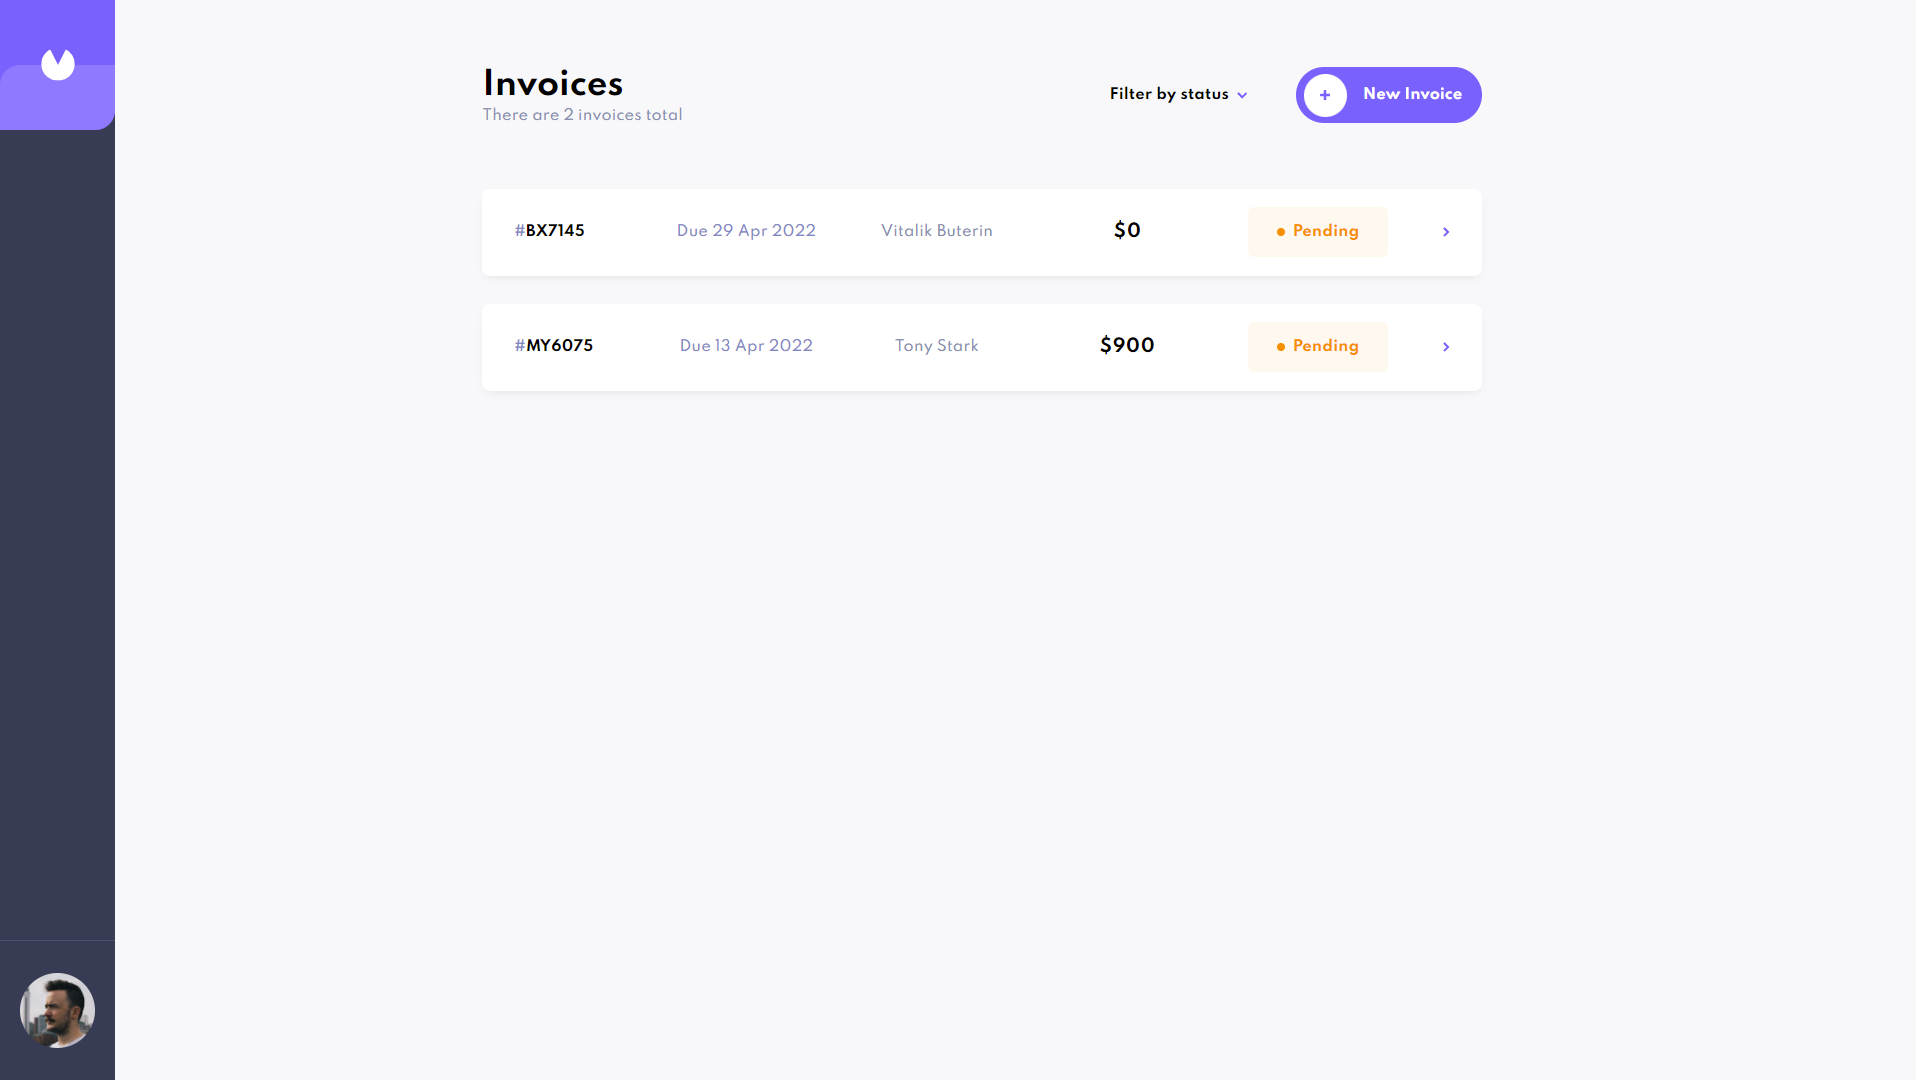 Invoices
There are 2 invoices total
Filter by status
+ New Invoice
#BX7145 Due 29 Apr 2022 Vitalik Buterin $0 Pending
#MY6075 Due 13 Apr 2022 Tony Stark $900 Pending